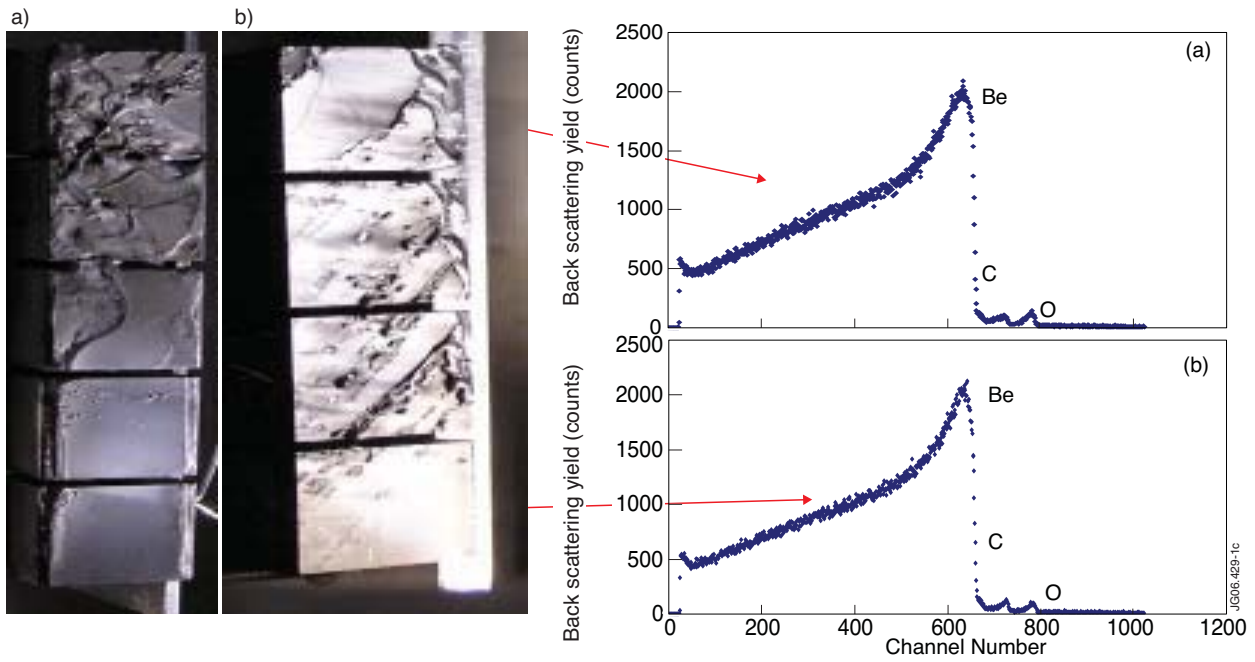 a)
b)
Back scattering yield (counts)
2500
2000
1500
1000
500
0
(a)
Be
C
O
Back scattering yield (counts)
2500
2000
1500
1000
500
0
(b)
Be
C
O
0 200 400 600 800 1000 1200
Channel Number
JG06.429-1c